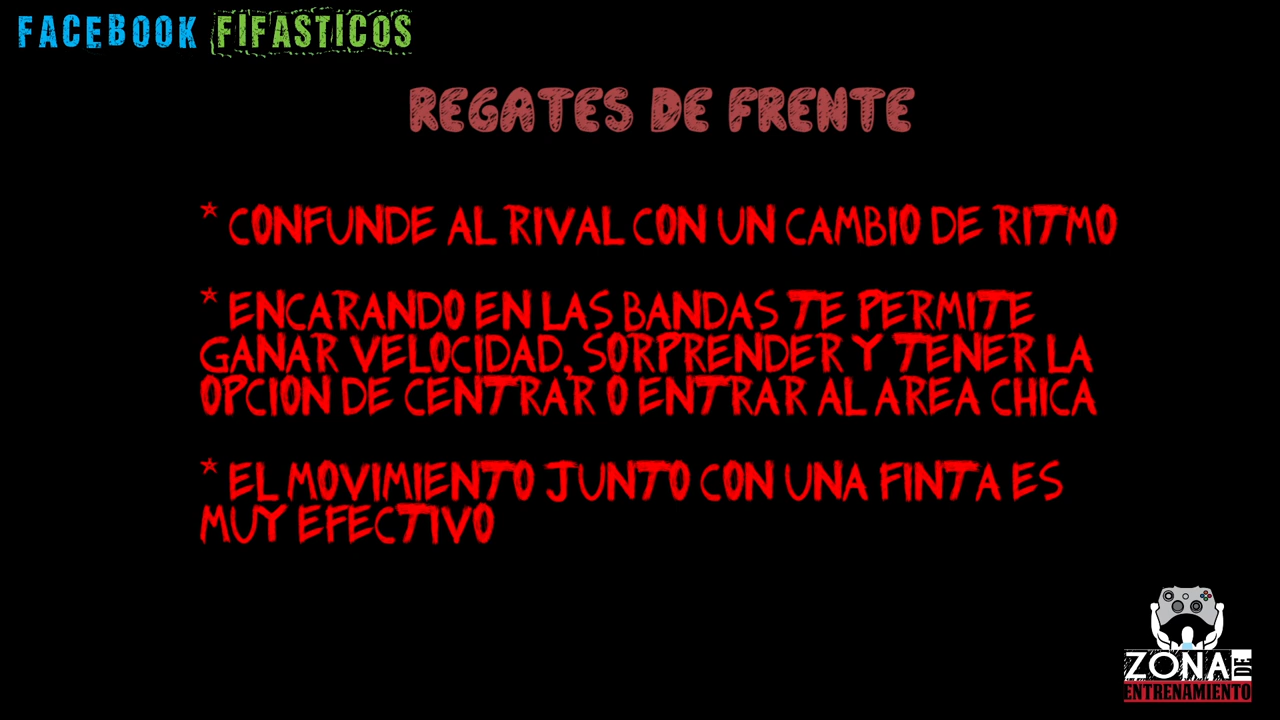 FACEBOOK FIFASTICOS
REGATES DE FRENTE
* CONFUNDE AL RIVAL CON UN CAMBIO DE RITMO
* ENCARANDO EN LAS BANDAS TE PERMITE
GANAR VELOCIDAD, SORPRENDER Y TENER LA
OPCION DE CENTRAR O ENTRAR AL AREA CHICA
* EL MOVIMIENTO JUNTO CON UNA FINTA ES
MUY EFECTIVO
ZONA DE
ENTRENAMIENTO